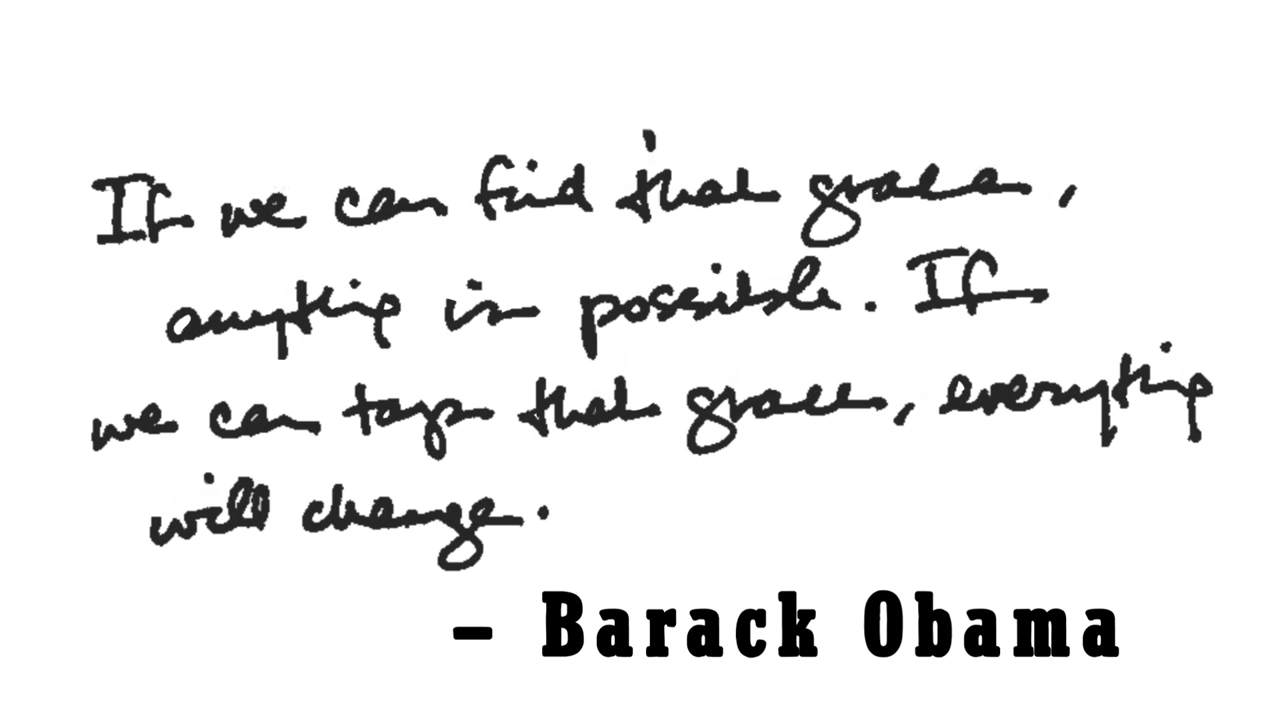 If we can find that grace,
anything is possible. If
we can tap that grace, everything
will change.
– Barack Obama